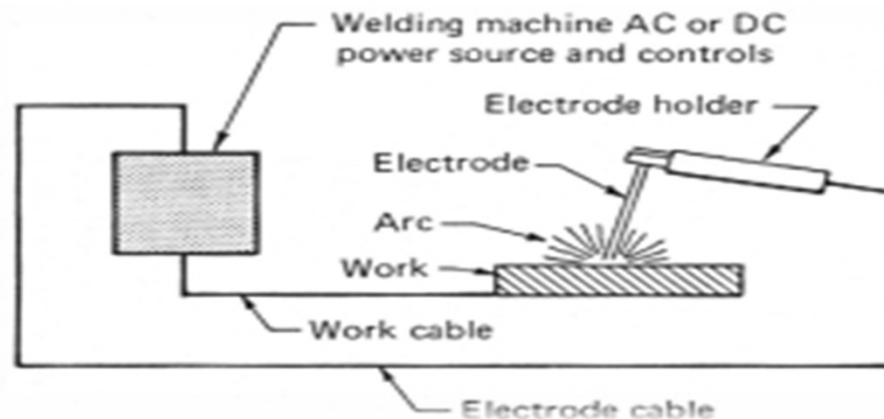 Welding machine AC or DC
power source and controls
Electrode holder
Electrode
Arc
Work
Work cable
Electrode cable